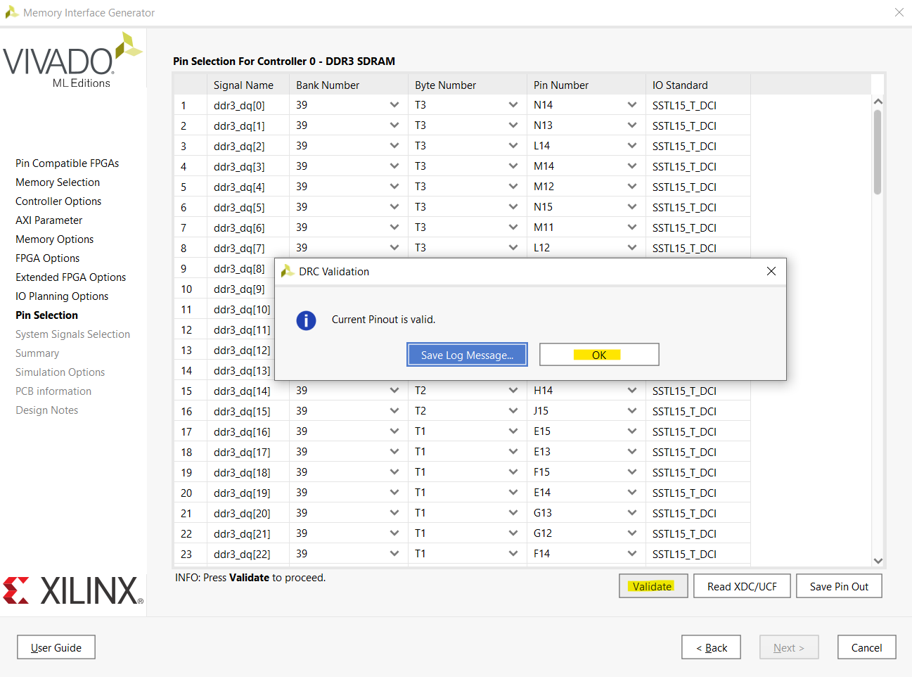 Memory Interface Generator
VIVADO.
ML Editions
Pin Compatible FPGAs
Memory Selection
Controller Options
AXI Parameter
Memory Options
FPGA Options
Extended FPGA Options
IO Planning Options
Pin Selection
System Signals Selection
Summary
Simulation Options
PCB information
Design Notes
XILINX®
Pin Selection For Controller 0 - DDR3 SDRAM
Signal Name Bank Number Byte Number Pin Number IO Standard
1 ddr3_dq[0] 39 T3 N14 SSTL15_T_DCI
2 ddr3_dq[1] 39 T3 N13 SSTL15_T_DCI
3 ddr3_dq[2] 39 T3 L14 SSTL15_T_DCI
4 ddr3_dq[3] 39 T3 M14 SSTL15_T_DCI
5 ddr3_dq[4] 39 T3 M12 SSTL15_T_DCI
6 ddr3_dq[5] 39 T3 N15 SSTL15_T_DCI
7 ddr3_dq[6] 39 T3 M11 SSTL15_T_DCI
8 ddr3_dq[7] 39 T3 L12 SSTL15_T_DCI
9 ddr3_dq[8]
10 ddr3_dq[9]
11 ddr3_dq[10]
12 ddr3_dq[11]
13 ddr3_dq[12]
14 ddr3_dq[13]
DRC Validation
Current Pinout is valid.
Save Log Message... OK
15 ddr3_dq[14] 39 T2 H14 SSTL15_T_DCI
16 ddr3_dq[15] 39 T2 J15 SSTL15_T_DCI
17 ddr3_dq[16] 39 T1 E15 SSTL15_T_DCI
18 ddr3_dq[17] 39 T1 E13 SSTL15_T_DCI
19 ddr3_dq[18] 39 T1 F15 SSTL15_T_DCI
20 ddr3_dq[19] 39 T1 E14 SSTL15_T_DCI
21 ddr3_dq[20] 39 T1 G13 SSTL15_T_DCI
22 ddr3_dq[21] 39 T1 G12 SSTL15_T_DCI
23 ddr3_dq[22] 39 T1 F14 SSTL15_T_DCI
INFO: Press Validate to proceed.
Validate Read XDC/UCF Save Pin Out
User Guide < Back Next > Cancel